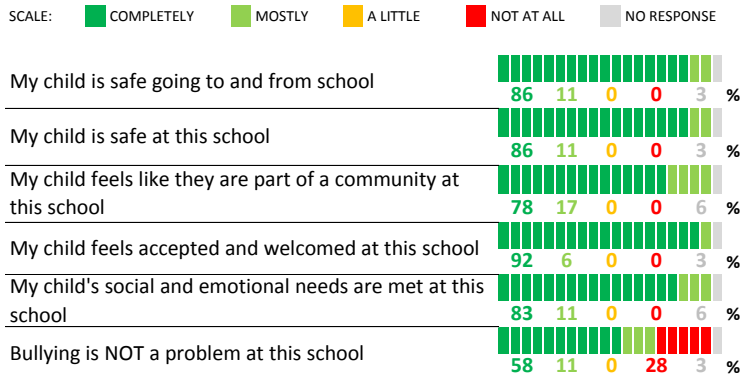 SCALE: COMPLETELY MOSTLY A LITTLE NOT AT ALL NO RESPONSE
My child is safe going to and from school
86 11 0 0 3 %
My child is safe at this school
86 11 0 0 3 %
My child feels like they are part of a community at
this school
78 17 0 0 6 %
My child feels accepted and welcomed at this school
92 6 0 0 3 %
My child's social and emotional needs are met at this
school
83 11 0 0 6 %
Bullying is NOT a problem at this school
58 11 0 28 3 %